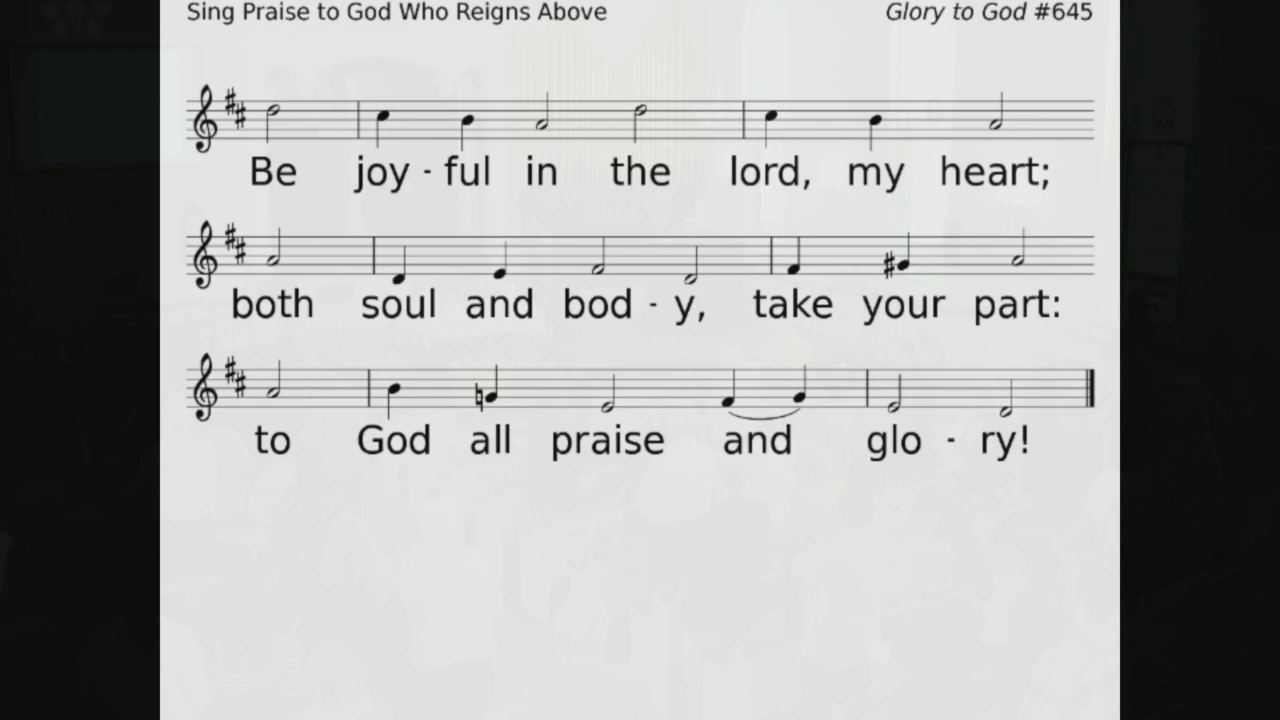 Sing Praise to God Who Reigns Above Glory to God #645
Be joy - ful in the lord, my heart;
both soul and bod - y, take your part:
to God all praise and glo - ry!